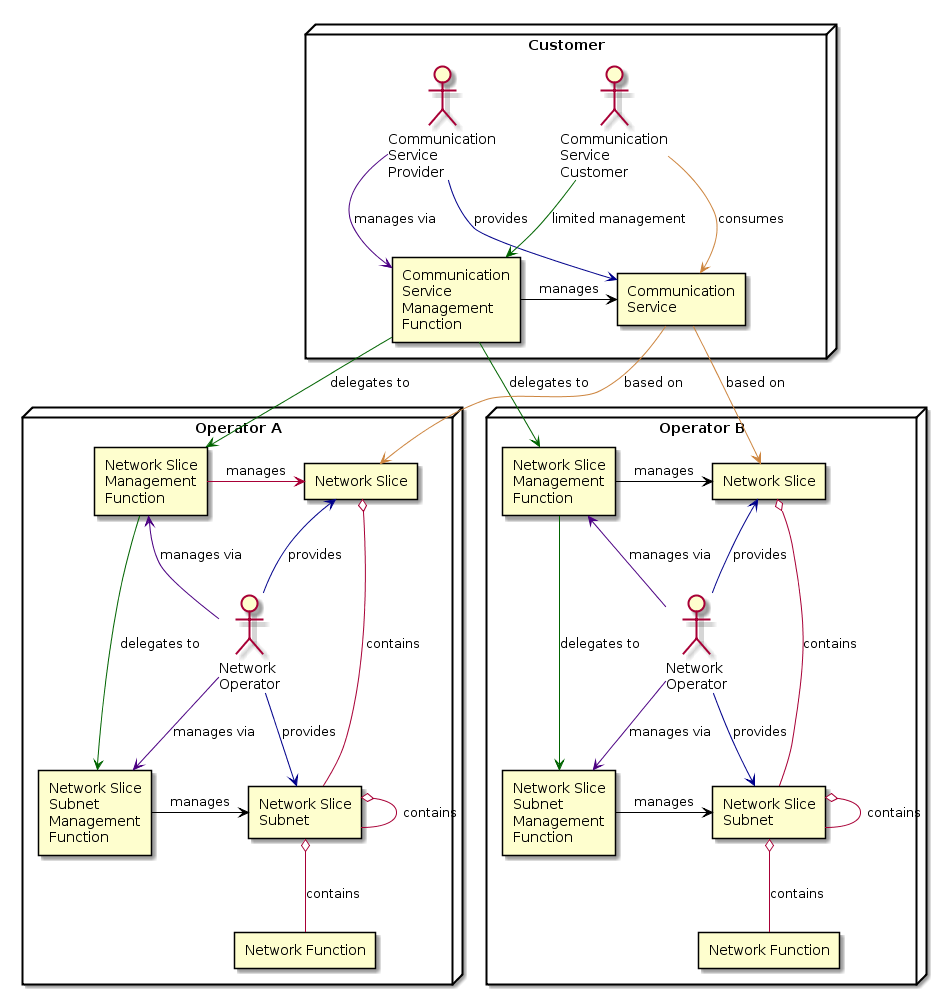 Customer
Communication
Service
Provider
Communication
Service
Customer
manages via
provides
limited management
consumes
Communication
Service
Management
Function
manages
Communication
Service
delegates to
delegates to
based on
based on
Operator A
Network Slice
Management
Function
manages
Network Slice
manages via
provides
delegates to
Network
Operator
contains
manages via
provides
Network Slice
Subnet
Management
Function
manages
Network Slice
Subnet
contains
contains
Network Function
Operator B
Network Slice
Management
Function
manages
Network Slice
manages via
provides
delegates to
Network
Operator
contains
manages via
provides
Network Slice
Subnet
Management
Function
manages
Network Slice
Subnet
contains
contains
Network Function